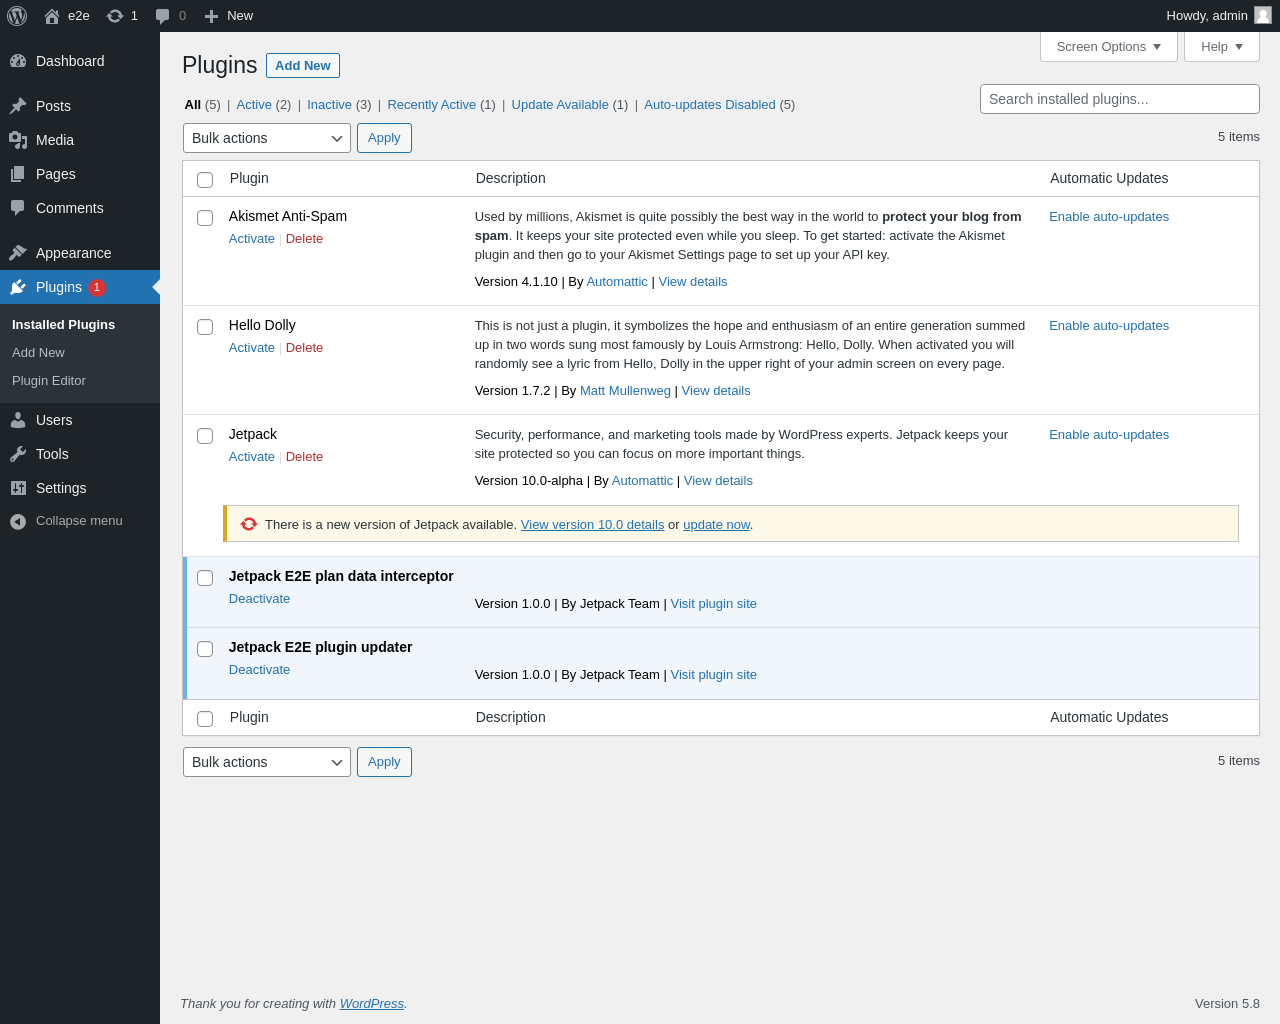 e2e 1 0 New Howdy, admin
Dashboard
Posts
Media
Pages
Comments
Appearance
Plugins 1
Installed Plugins
Add New
Plugin Editor
Users
Tools
Settings
Collapse menu
Screen Options Help
Plugins Add New
All (5) | Active (2) | Inactive (3) | Recently Active (1) | Update Available (1) | Auto-updates Disabled (5)
Search installed plugins...
Bulk actions Apply 5 items
Plugin Description Automatic Updates
Akismet Anti-Spam
Activate | Delete
Used by millions, Akismet is quite possibly the best way in the world to protect your blog from
spam. It keeps your site protected even while you sleep. To get started: activate the Akismet
plugin and then go to your Akismet Settings page to set up your API key.
Version 4.1.10 | By Automattic | View details
Enable auto-updates
Hello Dolly
Activate | Delete
This is not just a plugin, it symbolizes the hope and enthusiasm of an entire generation summed
up in two words sung most famously by Louis Armstrong: Hello, Dolly. When activated you will
randomly see a lyric from Hello, Dolly in the upper right of your admin screen on every page.
Version 1.7.2 | By Matt Mullenweg | View details
Enable auto-updates
Jetpack
Activate | Delete
Security, performance, and marketing tools made by WordPress experts. Jetpack keeps your
site protected so you can focus on more important things.
Version 10.0-alpha | By Automattic | View details
Enable auto-updates
There is a new version of Jetpack available. View version 10.0 details or update now.
Jetpack E2E plan data interceptor
Deactivate
Version 1.0.0 | By Jetpack Team | Visit plugin site
Jetpack E2E plugin updater
Deactivate
Version 1.0.0 | By Jetpack Team | Visit plugin site
Plugin Description Automatic Updates
Bulk actions Apply 5 items
Thank you for creating with WordPress. Version 5.8